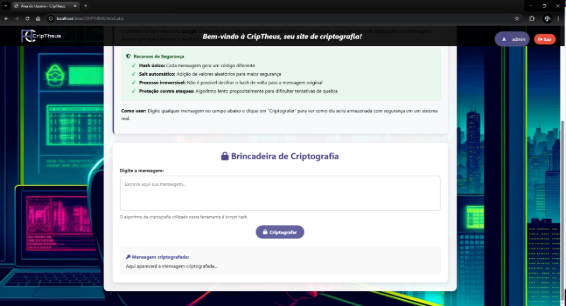 Área do Usuário - CripTheus
CripTheus
Bem-vindo à CripTheus, seu site de criptografia!
admin
Sair
Recursos de Segurança
Hash único: Cada mensagem gera um código diferente
Salt automático: Adição de valores aleatórios para maior segurança
Processo irreversível: Não é possível decifrar o hash de volta para a mensagem original
Proteção contra ataques: Algoritmo lento propositalmente para dificultar tentativas de quebra
Como usar: Digite qualquer mensagem no campo abaixo e clique em "Criptografar" para ver como ela seria armazenada com segurança em um sistema
real.
Brincadeira de Criptografia
Digite a mensagem:
Escreva aqui sua mensagem...
O algoritmo de criptografia utilizado nessa ferramenta é bcrypt hash.
Criptografar
Mensagem criptografada:
Aqui aparecerá a mensagem criptografada...